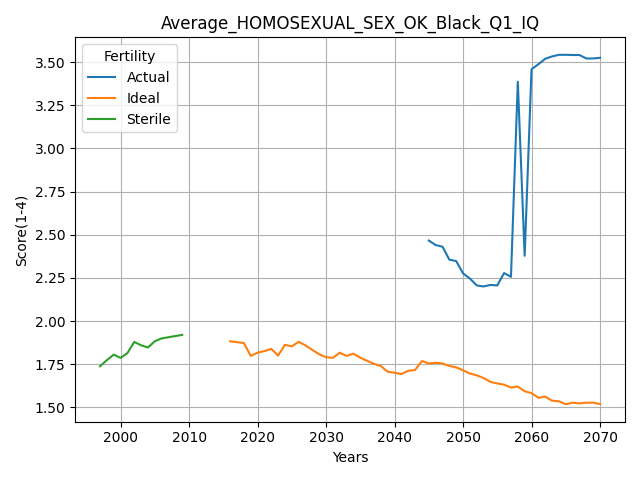 Average_HOMOSEXUAL_SEX_OK_Black_Q1_IQ
Fertility
Actual
Ideal
Sterile
Score(1-4)
3.50
3.25
3.00
2.75
2.50
2.25
2.00
1.75
1.50
2000 2010 2020 2030 2040 2050 2060 2070
Years